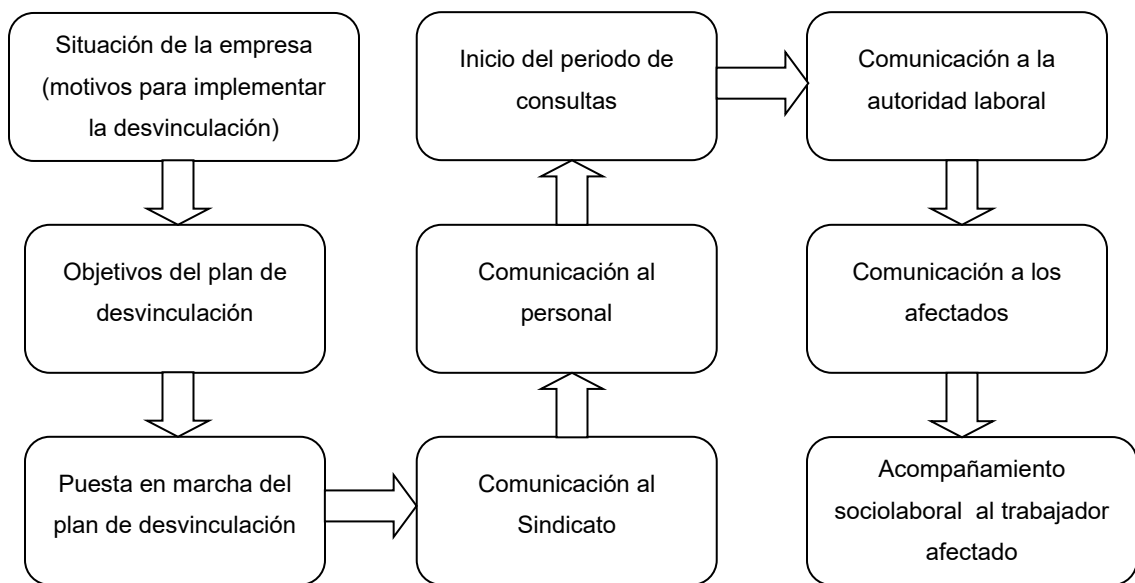 Situación de la empresa
(motivos para implementar
la desvinculación)
Objetivos del plan de
desvinculación
Puesta en marcha del
plan de desvinculación
Comunicación al
Sindicato
Comunicación al
personal
Inicio del periodo de
consultas
Comunicación a la
autoridad laboral
Comunicación a los
afectados
Acompañamiento
sociolaboral al trabajador
afectado